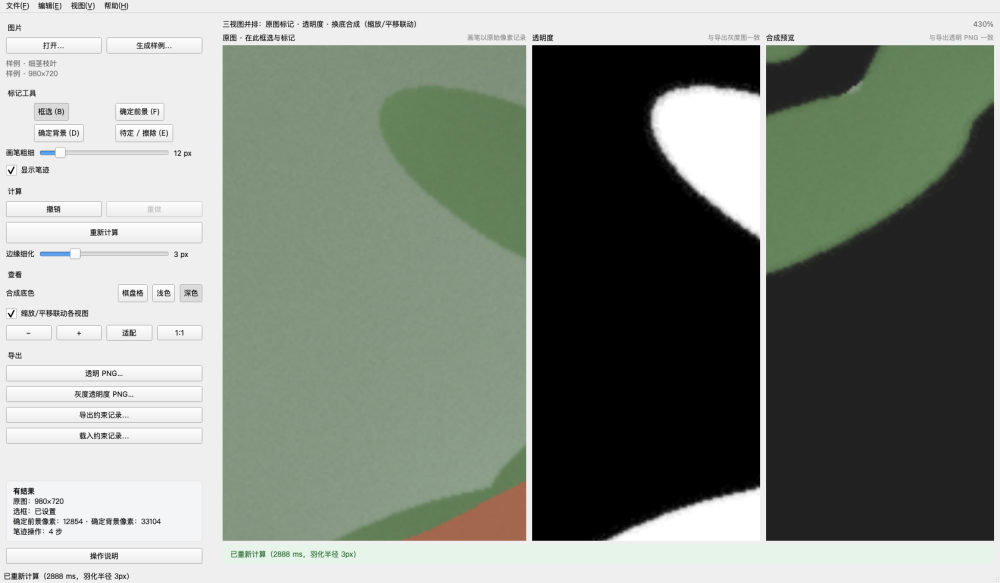 文件(F) 编辑(E) 视图(V) 帮助(H)
图片
打开... 生成样例...
样例 · 细茎枝叶
样例 · 980×720
标记工具
框选 (B) 确定前景 (F)
确定背景 (D) 待定 / 擦除 (E)
画笔粗细 12 px
显示笔迹
计算
撤销 重做
重新计算
边缘细化 3 px
查看
合成底色 棋盘格 浅色 深色
缩放/平移联动各视图
− + 适配 1:1
导出
透明 PNG...
灰度透明度 PNG...
导出约束记录...
载入约束记录...
有结果
原图：980×720
选框：已设置
确定前景像素：12854 · 确定背景像素：33104
笔迹操作：4 步
操作说明
已重新计算（2888 ms，羽化半径 3px）
三视图并排：原图标记 · 透明度 · 换底合成（缩放/平移联动） 430%
原图 · 在此框选与标记 画笔以原始像素记录
透明度 与导出灰度图一致
合成预览 与导出透明 PNG 一致
已重新计算（2888 ms，羽化半径 3px）